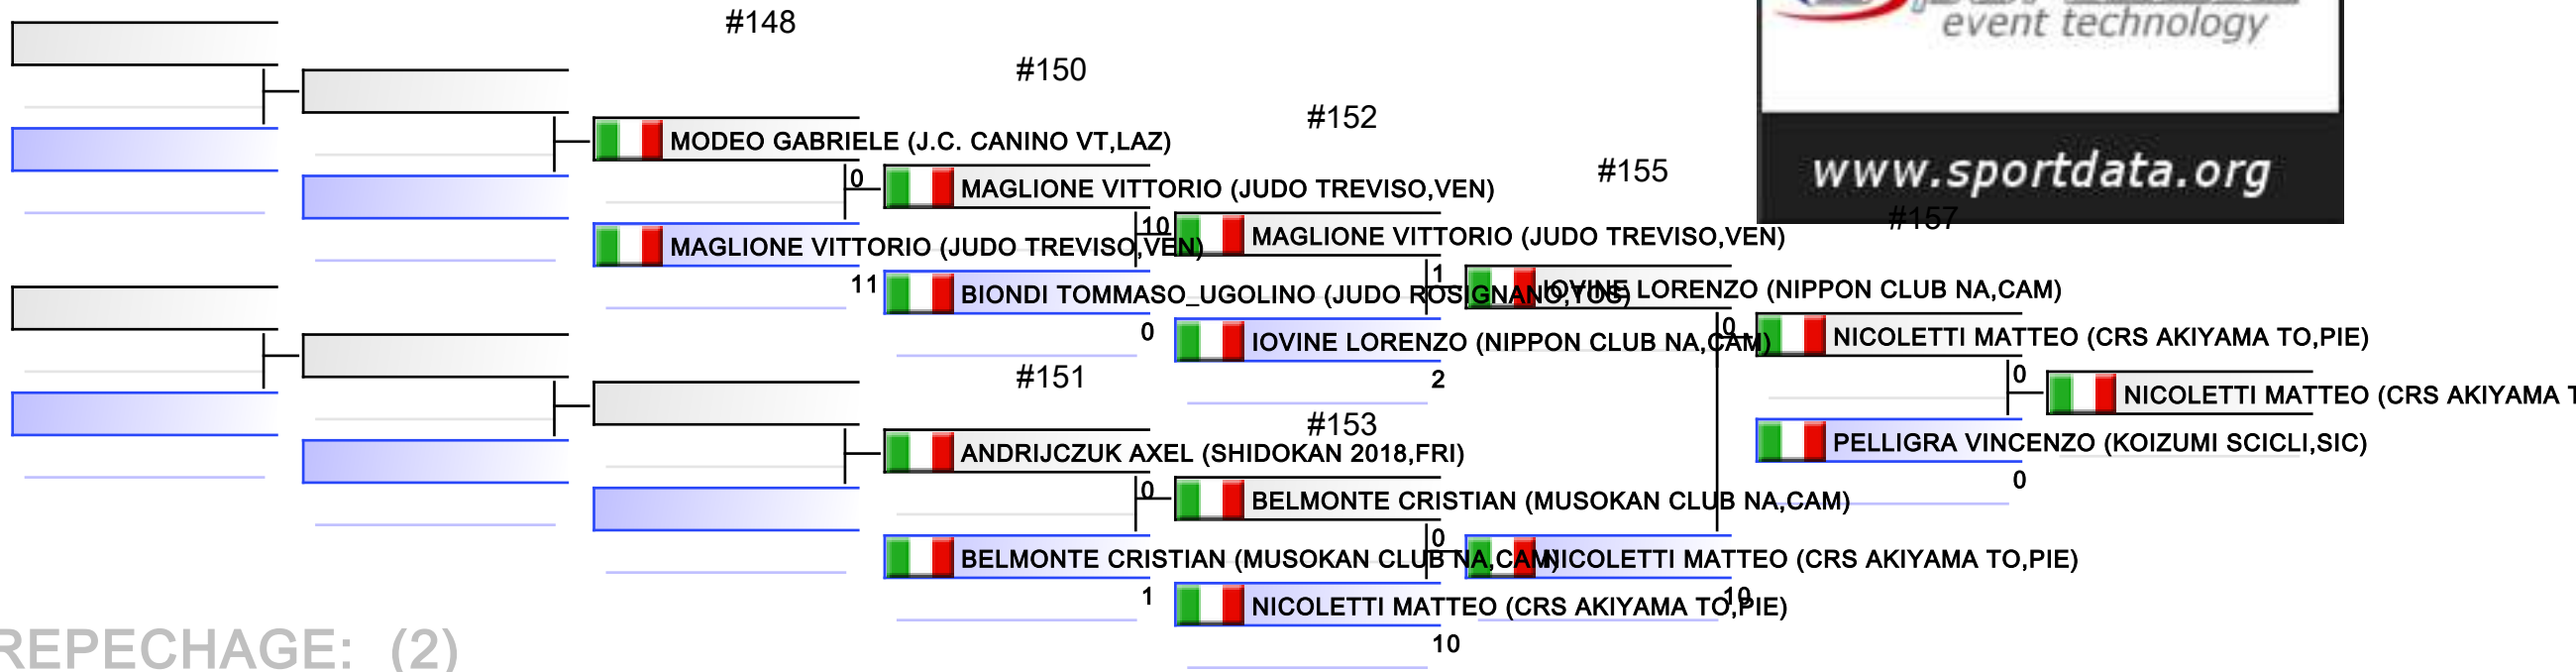 event technology
www.sportdata.org
#148
#150
#152
#155
#157
MODEO GABRIELE (J.C. CANINO VT,LAZ)
0
MAGLIONE VITTORIO (JUDO TREVISO,VEN)
11
MAGLIONE VITTORIO (JUDO TREVISO,VEN)
10
BIONDI TOMMASO_UGOLINO (JUDO ROSIGNANO,TOS)
0
MAGLIONE VITTORIO (JUDO TREVISO,VEN)
1
IOVINE LORENZO (NIPPON CLUB NA,CAM)
2
IOVINE LORENZO (NIPPON CLUB NA,CAM)
0
NICOLETTI MATTEO (CRS AKIYAMA TO,PIE)
0
NICOLETTI MATTEO (CRS AKIYAMA T
PELLIGRA VINCENZO (KOIZUMI SCICLI,SIC)
0
#151
#153
ANDRIJCZUK AXEL (SHIDOKAN 2018,FRI)
0
BELMONTE CRISTIAN (MUSOKAN CLUB NA,CAM)
1
BELMONTE CRISTIAN (MUSOKAN CLUB NA,CAM)
0
NICOLETTI MATTEO (CRS AKIYAMA TO,PIE)
10
NICOLETTI MATTEO (CRS AKIYAMA TO,PIE)
10
REPECHAGE: (2)